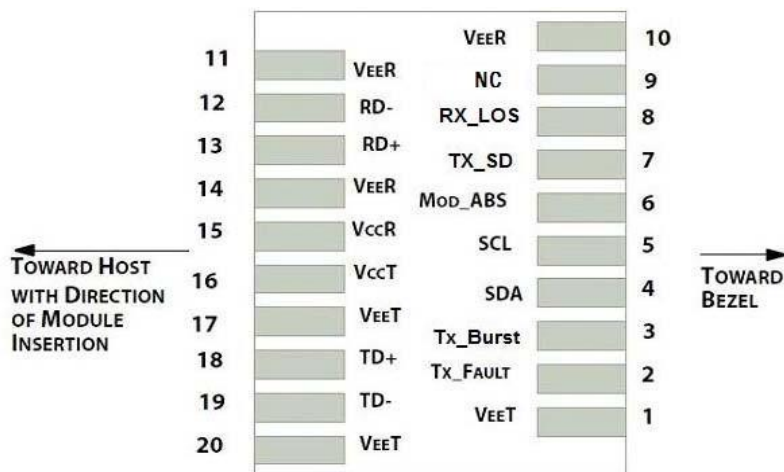 11 VEER
12 RD-
13 RD+
14 VEER
15 VCCR
16 VCCT
17 VEET
18 TD+
19 TD-
20 VEET
VEER 10
NC 9
RX_LOS 8
TX_SD 7
MOD_ABS 6
SCL 5
SDA 4
Tx_Burst 3
TX_FAULT 2
VEET 1
TOWARD HOST
WITH DIRECTION
OF MODULE
INSERTION
TOWARD
BEZEL